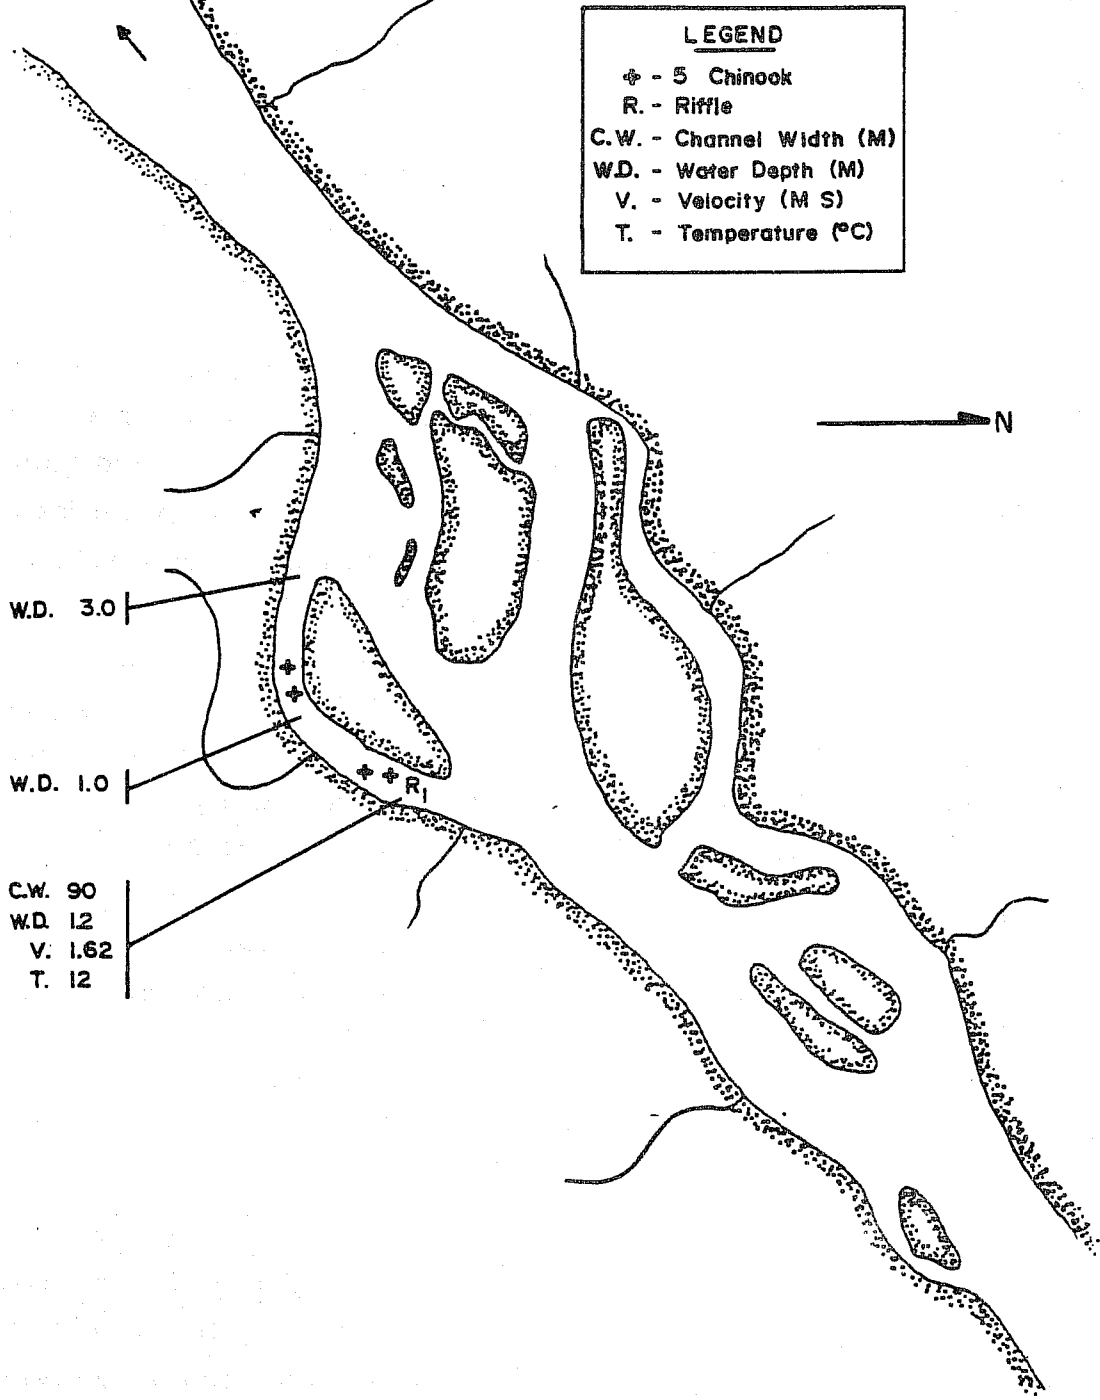 LEGEND
✢ - 5 Chinook
R. - Riffle
C.W. - Channel Width (M)
W.D. - Water Depth (M)
V. - Velocity (M S)
T. - Temperature (°C)
N
W.D. 3.0
W.D. 1.0
R1
C.W. 90
W.D. 1.2
V. 1.62
T. 12